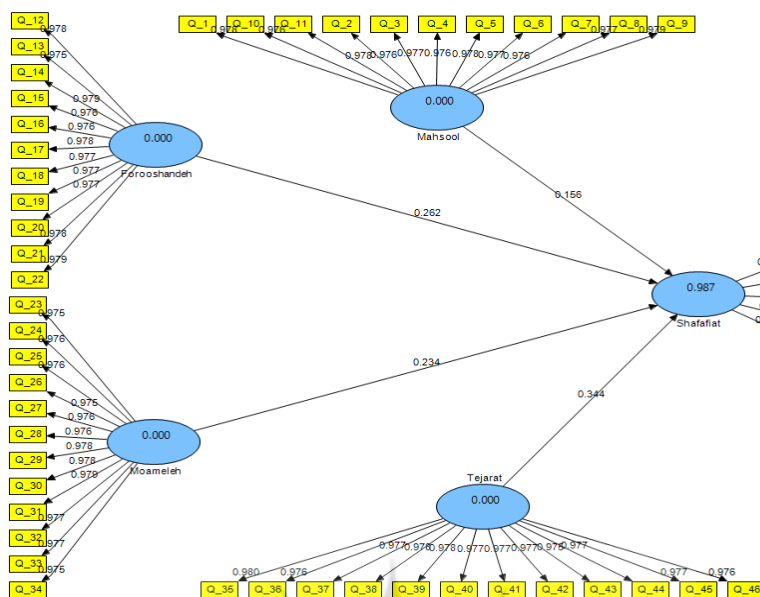 Q_1 Q_10 Q_11 Q_2 Q_3 Q_4 Q_5 Q_6 Q_7 Q_8 Q_9
0.978 0.976 0.978 0.976 0.977 0.976 0.978 0.977 0.976 0.977 0.979
0.000
Mahsool
Q_12
Q_13
Q_14
Q_15
Q_16
Q_17
Q_18
Q_19
Q_20
Q_21
Q_22
0.978
0.975
0.979
0.976
0.976
0.978
0.977
0.977
0.977
0.978
0.979
0.000
Forooshandeh
0.156
0.262
0.987
Shafafiat
0.234
0.344
Q_23
Q_24
Q_25
Q_26
Q_27
Q_28
Q_29
Q_30
Q_31
Q_32
Q_33
Q_34
0.975
0.976
0.976
0.975
0.976
0.976
0.978
0.978
0.979
0.977
0.977
0.975
0.000
Moameleh
Tejarat
0.000
0.980 0.976 0.977 0.976 0.978 0.977 0.977 0.977 0.975 0.977 0.977 0.976
Q_35 Q_36 Q_37 Q_38 Q_39 Q_40 Q_41 Q_42 Q_43 Q_44 Q_45 Q_46